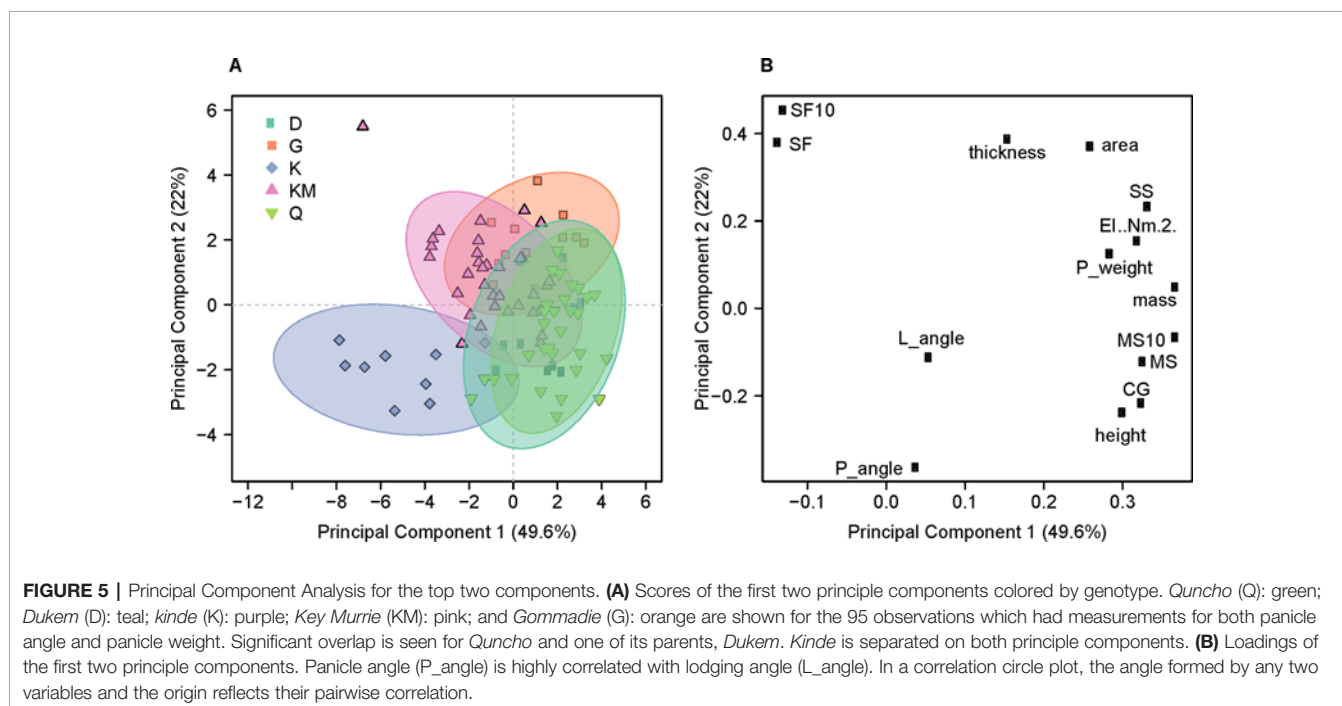 A
6
4
2
0
−2
−4
−12
−8
−6
−4
−2
0
2
4
6
D
G
K
KM
Q
Principal Component 2 (22%)
Principal Component 1 (49.6%)
B
0.4
0.2
0.0
−0.2
−0.1
0.0
0.1
0.2
0.3
SF10
SF
thickness
area
SS
El..Nm.2.
P_weight
mass
L_angle
MS10
MS
CG
height
P_angle
Principal Component 2 (22%)
Principal Component 1 (49.6%)
FIGURE 5 | Principal Component Analysis for the top two components. (A) Scores of the first two principle components colored by genotype. Quncho (Q): green;
Dukem (D): teal; kinde (K): purple; Key Murrie (KM): pink; and Gommadie (G): orange are shown for the 95 observations which had measurements for both panicle
angle and panicle weight. Significant overlap is seen for Quncho and one of its parents, Dukem. Kinde is separated on both principle components. (B) Loadings of
the first two principle components. Panicle angle (P_angle) is highly correlated with lodging angle (L_angle). In a correlation circle plot, the angle formed by any two
variables and the origin reflects their pairwise correlation.